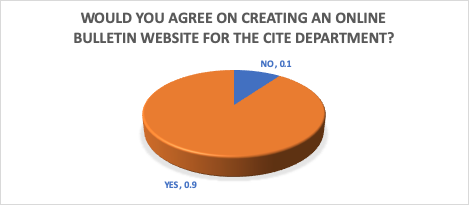 WOULD YOU AGREE ON CREATING AN ONLINE
BULLETIN WEBSITE FOR THE CITE DEPARTMENT?
NO, 0.1
YES, 0.9